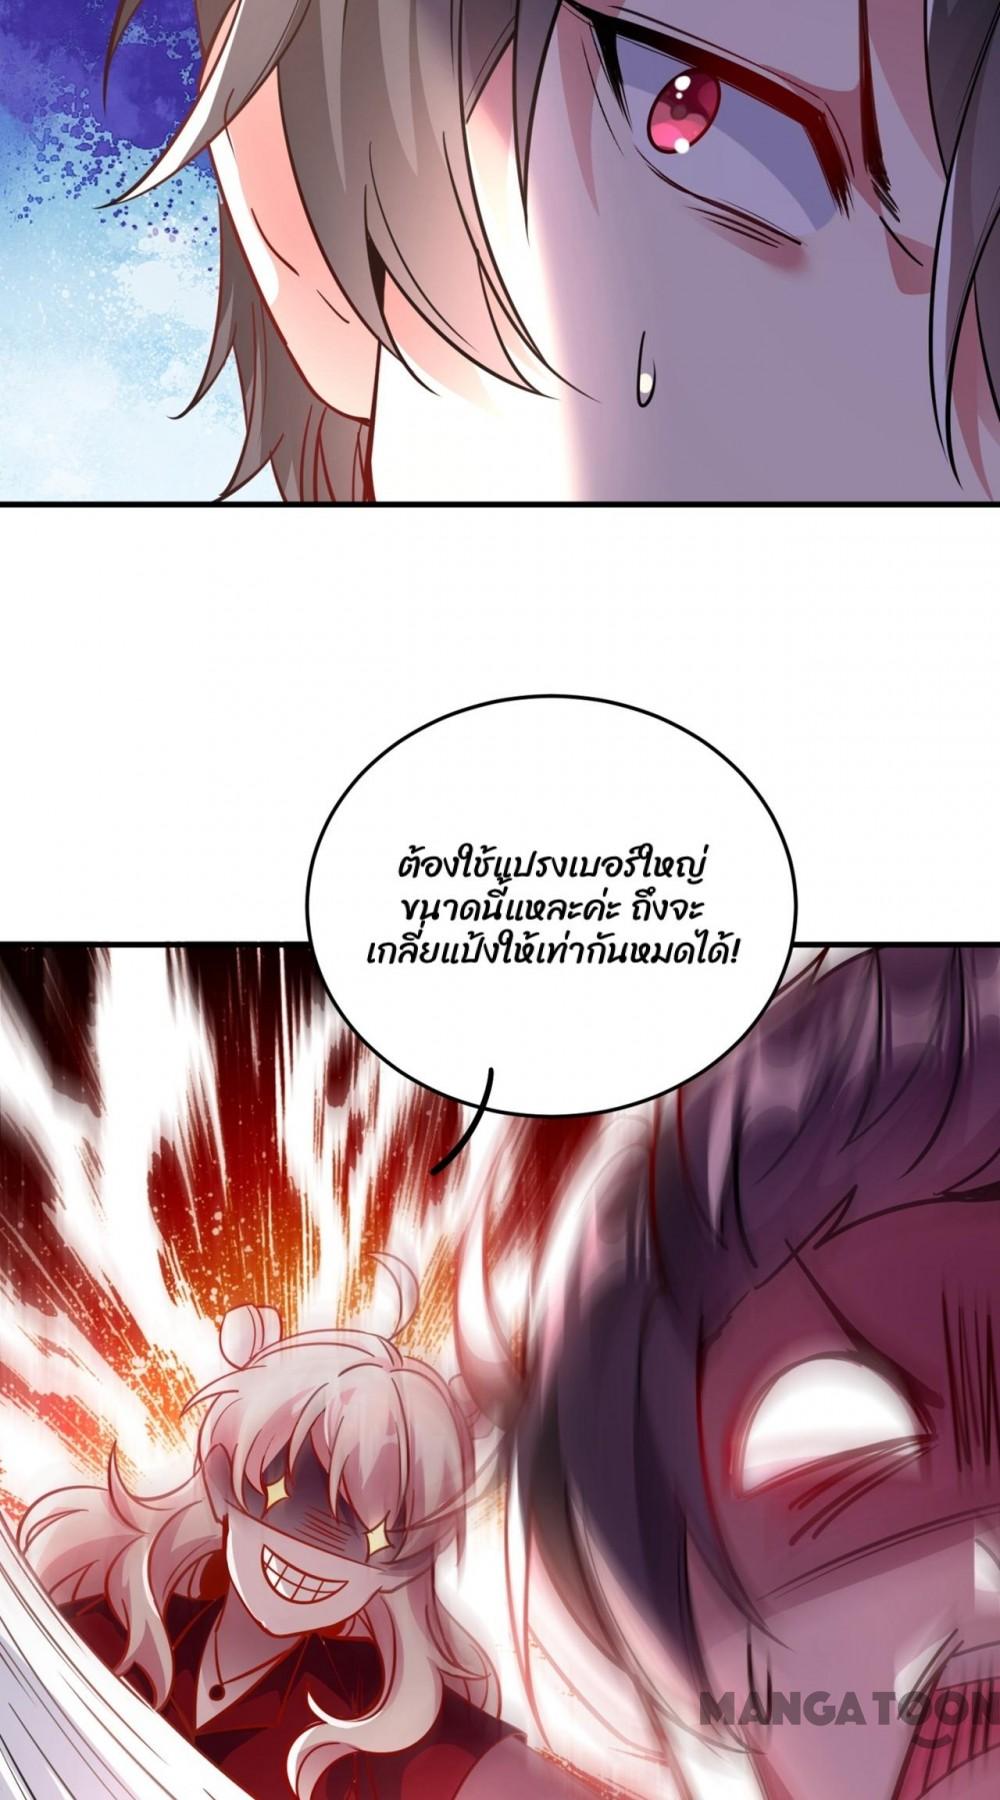 ต้องใช้แปรงเบอร์ใหญ่
ขนาดนี้แหละค่ะ ถึงจะ
เกลี่ยแป้งให้เท่ากันหมดได้!
MANGA TOON